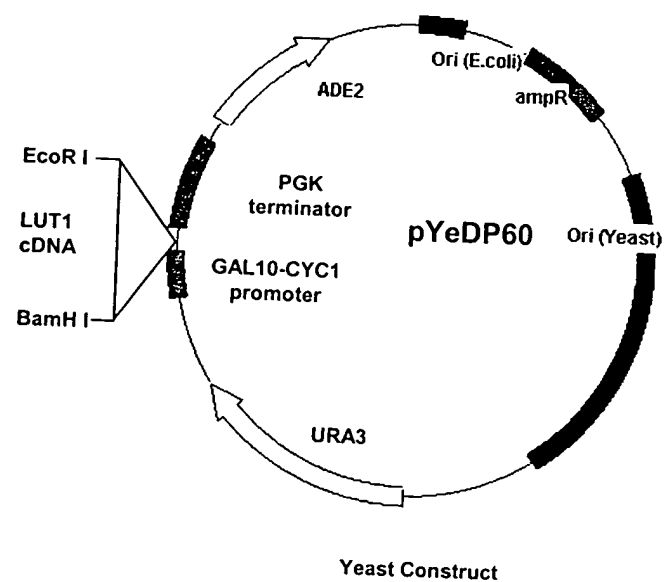 Ori (E.coli)
ampR
ADE2
EcoR I
LUT1
cDNA
BamH I
PGK
terminator
pYeDP60
Ori (Yeast)
GAL10-CYC1
promoter
URA3
Yeast Construct